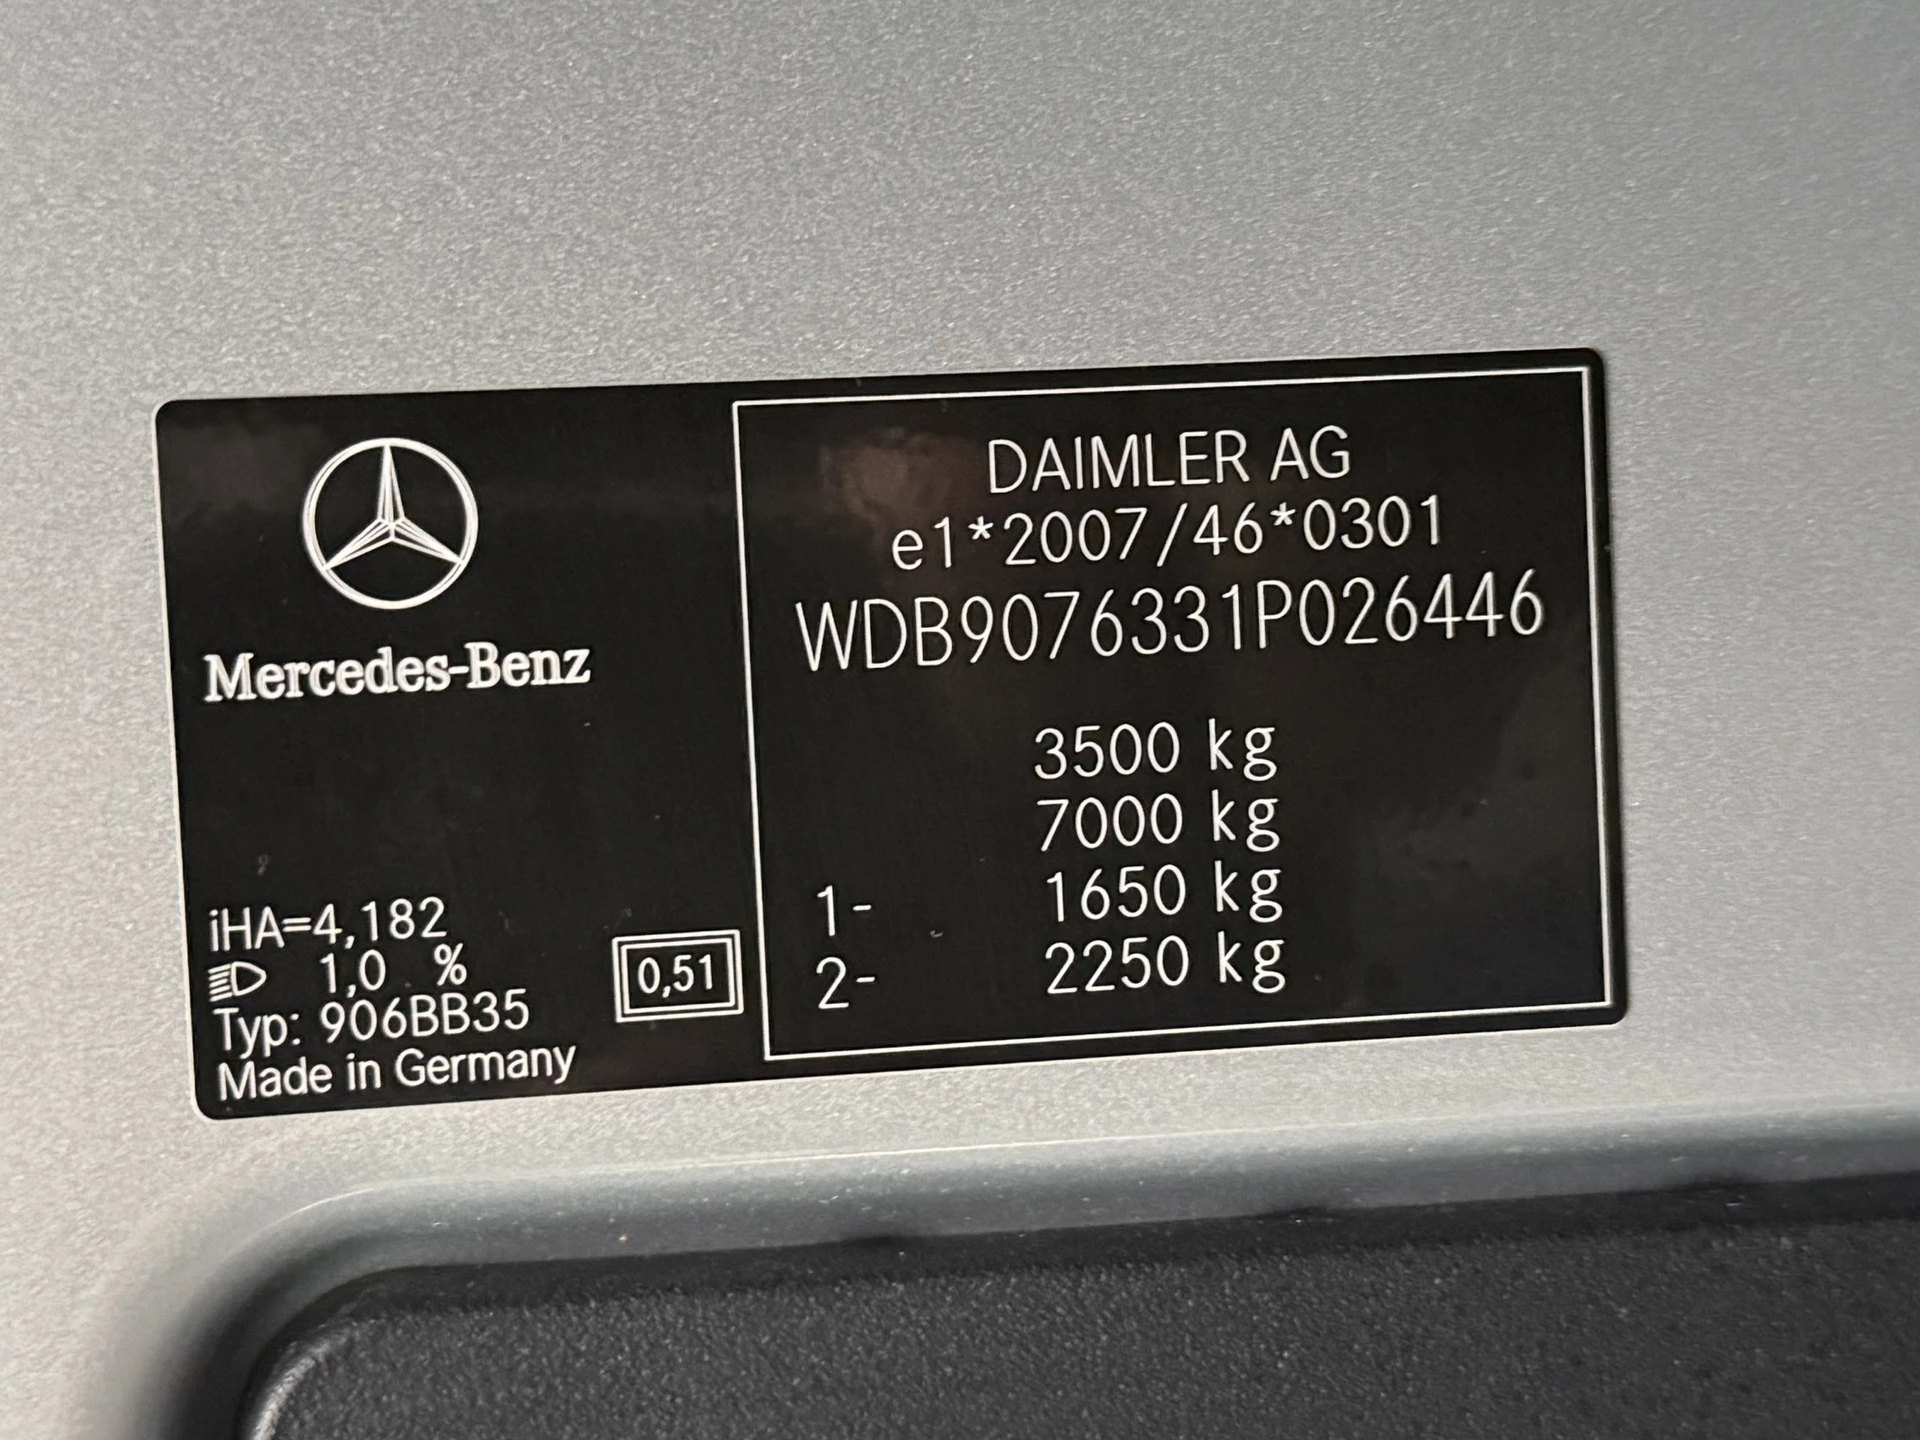 Mercedes-Benz
iHA=4,182
1,0 %
Typ: 906BB35
Made in Germany
0,51
DAIMLER AG
e1*2007/46*0301
WDB9076331P026446
3500 kg
7000 kg
1- 1650 kg
2- 2250 kg